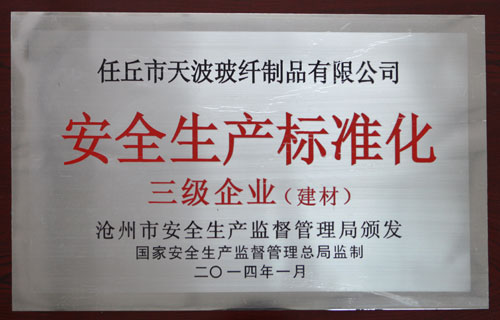 任丘市天波玻纤制品有限公司
安全生产标准化
三级企业（建材）
沧州市安全生产监督管理局颁发
国家安全生产监督管理总局监制
二〇一四年一月